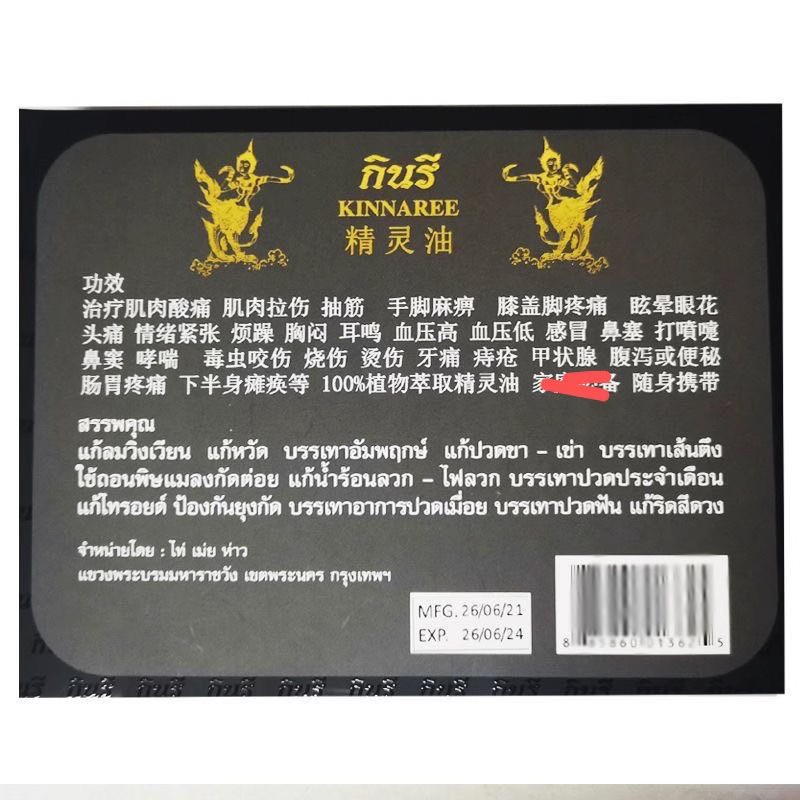 กินรี
KINNAREE
精灵油
功效
治疗肌肉酸痛 肌肉拉伤 抽筋 手脚麻痹 膝盖脚疼痛 眩晕眼花
头痛 情绪紧张 烦躁 胸闷 耳鸣 血压高 血压低 感冒 鼻塞 打喷嚏
鼻窦 哮喘 毒虫咬伤 烧伤 烫伤 牙痛 痔疮 甲状腺 腹泻或便秘
肠胃疼痛 下半身瘫痪等 100%植物萃取精灵油 随身携带
สรรพคุณ
แก้ลมวิ่งเวียน แก้หวัด บรรเทาอัมพฤกษ์ แก้ปวดขา – เข่า บรรเทาเส้นตึง
ใช้ถอนพิษแมลงกัดต่อย แก้น้ำร้อนลวก – ไฟลวก บรรเทาปวดประจำเดือน
แก้ไทรอยด์ ป้องกันยุงกัด บรรเทาอาการปวดเมื่อย บรรเทาปวดฟัน แก้ริดสีดวง
จำหน่ายโดย : ไท่ เม่ย ห่าว
แขวงพระบรมมหาราชวัง เขตพระนคร กรุงเทพฯ
MFG. 26/06/21
EXP. 26/06/24